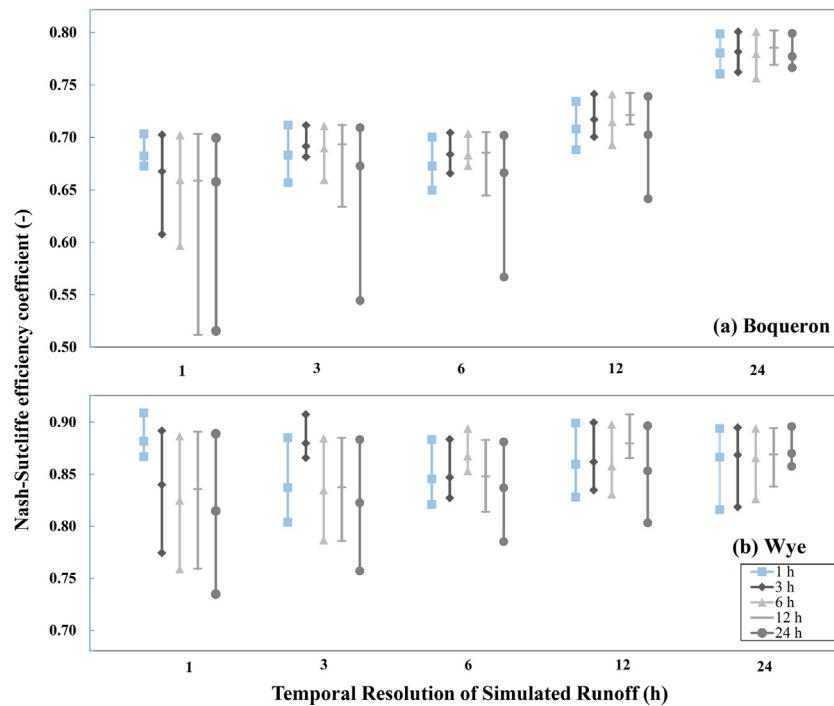 Nash-Sutcliffe efficiency coefficient (-)
0.80
0.75
0.70
0.65
0.60
0.55
0.50
(a) Boqueron
1 3 6 12 24
0.90
0.85
0.80
0.75
0.70
(b) Wye
1 h
3 h
6 h
12 h
24 h
1 3 6 12 24
Temporal Resolution of Simulated Runoff (h)